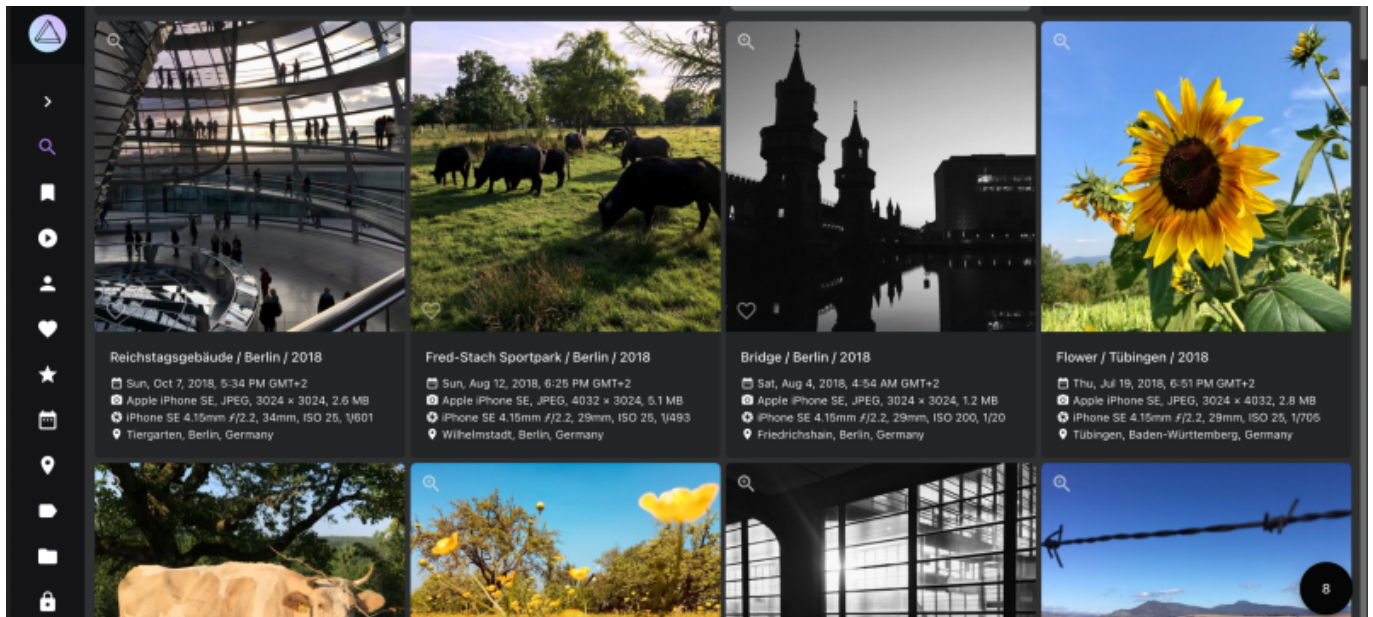 Reichstagsgebäude / Berlin / 2018
Sun, Oct 7, 2018, 5:34 PM GMT+2
Apple iPhone SE, JPEG, 3024 × 3024, 2.6 MB
iPhone SE 4.15mm ƒ/2.2, 34mm, ISO 25, 1/601
Tiergarten, Berlin, Germany
Fred-Stach Sportpark / Berlin / 2018
Sun, Aug 12, 2018, 6:25 PM GMT+2
Apple iPhone SE, JPEG, 4032 × 3024, 5.1 MB
iPhone SE 4.15mm ƒ/2.2, 29mm, ISO 25, 1/493
Wilhelmstadt, Berlin, Germany
Bridge / Berlin / 2018
Sat, Aug 4, 2018, 4:54 AM GMT+2
Apple iPhone SE, JPEG, 3024 × 3024, 1.2 MB
iPhone SE 4.15mm ƒ/2.2, 29mm, ISO 200, 1/20
Friedrichshain, Berlin, Germany
Flower / Tübingen / 2018
Thu, Jul 19, 2018, 6:51 PM GMT+2
Apple iPhone SE, JPEG, 3024 × 4032, 2.8 MB
iPhone SE 4.15mm ƒ/2.2, 29mm, ISO 25, 1/705
Tübingen, Baden-Württemberg, Germany
8